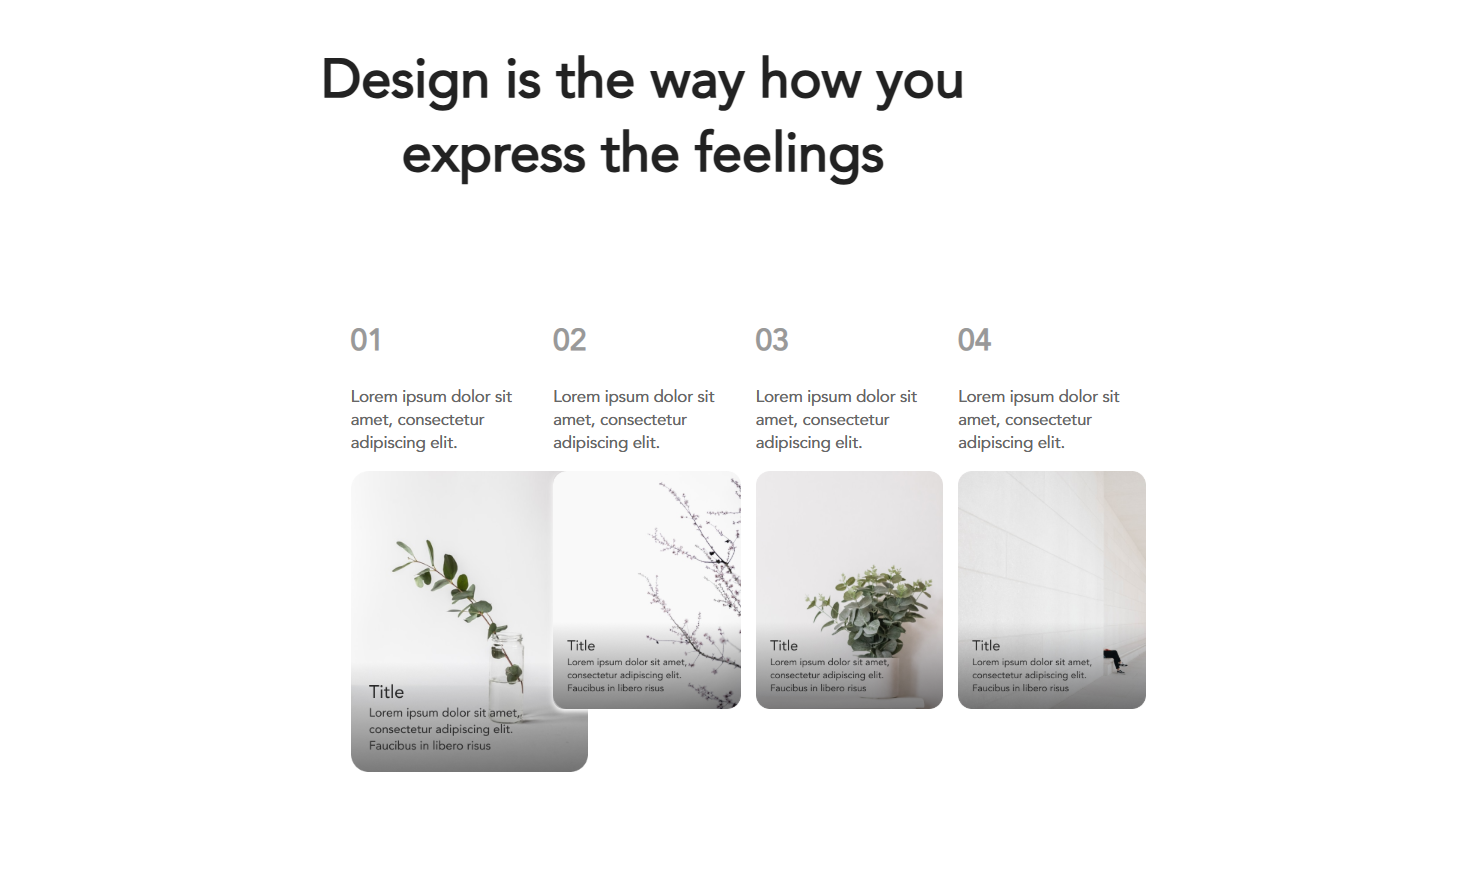 Design is the way how you
express the feelings
01
Lorem ipsum dolor sit
amet, consectetur
adipiscing elit.
02
Lorem ipsum dolor sit
amet, consectetur
adipiscing elit.
03
Lorem ipsum dolor sit
amet, consectetur
adipiscing elit.
04
Lorem ipsum dolor sit
amet, consectetur
adipiscing elit.
Title
Lorem ipsum dolor sit amet,
consectetur adipiscing elit.
Faucibus in libero risus
Title
Lorem ipsum dolor sit amet,
consectetur adipiscing elit.
Faucibus in libero risus
Title
Lorem ipsum dolor sit amet,
consectetur adipiscing elit.
Faucibus in libero risus
Title
Lorem ipsum dolor sit amet,
consectetur adipiscing elit.
Faucibus in libero risus